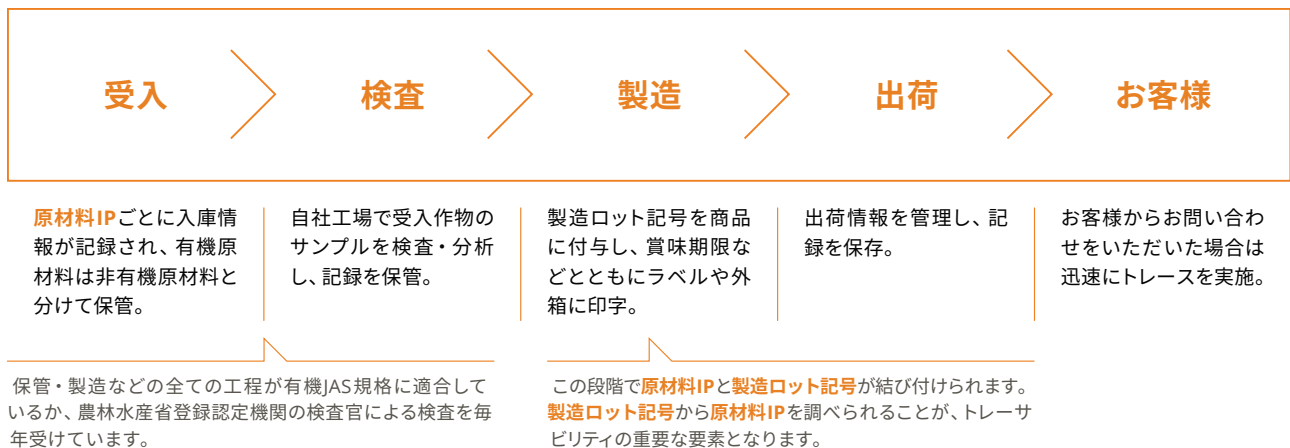 受入
検査
製造
出荷
お客様
原材料IPごとに入庫情
報が記録され、有機原
材料は非有機原材料と
分けて保管。
自社工場で受入作物の
サンプルを検査・分析
し、記録を保管。
製造ロット記号を商品
に付与し、賞味期限な
どとともにラベルや外
箱に印字。
出荷情報を管理し、記
録を保存。
お客様からお問い合わ
せをいただいた場合は
迅速にトレースを実施。
保管・製造などの全ての工程が有機JAS規格に適合して
いるか、農林水産省登録認定機関の検査官による検査を毎
年受けています。
この段階で原材料IPと製造ロット記号が結び付けられます。
製造ロット記号から原材料IPを調べられることが、トレーサ
ビリティの重要な要素となります。